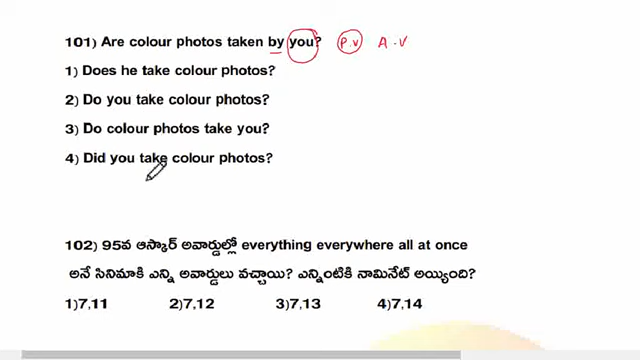 101) Are colour photos taken by you? P.V A.V
1) Does he take colour photos?
2) Do you take colour photos?
3) Do colour photos take you?
4) Did you take colour photos?
102) 95వ ఆస్కార్ అవార్డుల్లో everything everywhere all at once
అనే సినిమాకి ఎన్ని అవార్డులు వచ్చాయి? ఎన్నింటికి నామినేట్ అయ్యింది?
1)7,11 2)7,12 3)7,13 4)7,14